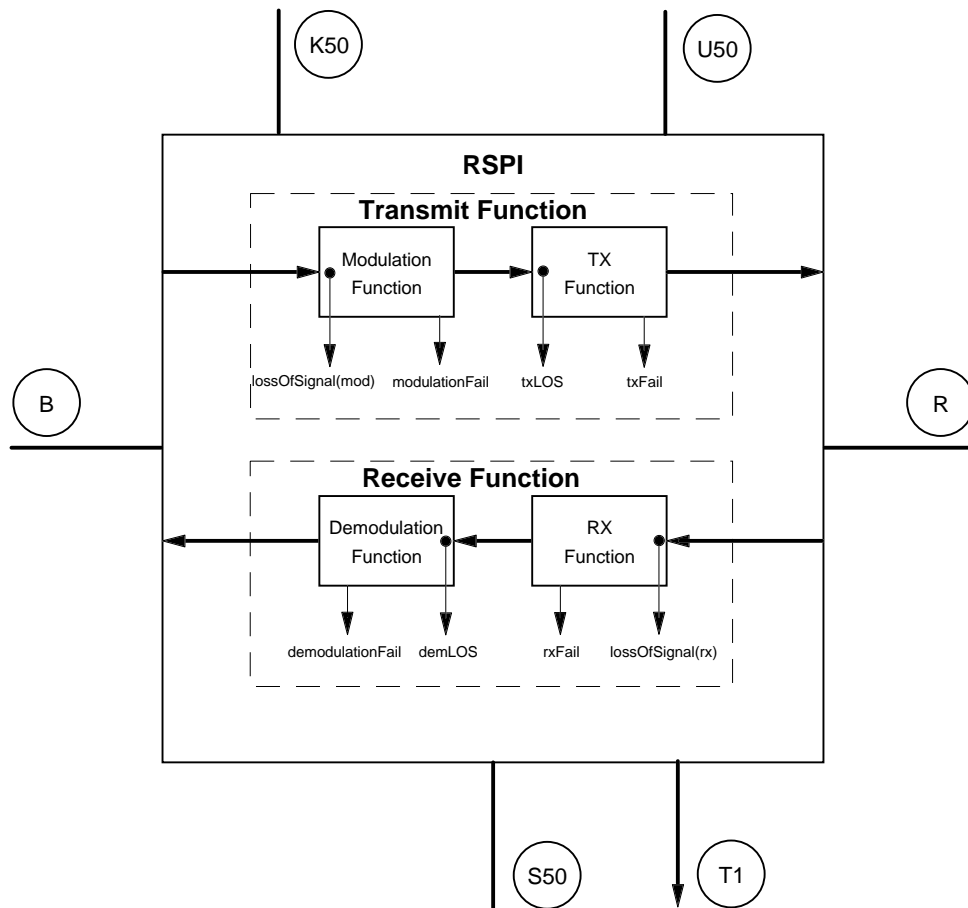 K50
U50
RSPI
Transmit Function
Modulation
Function
TX
Function
lossOfSignal(mod)
modulationFail
txLOS
txFail
B
R
Receive Function
Demodulation
Function
RX
Function
demodulationFail
demLOS
rxFail
lossOfSignal(rx)
S50
T1